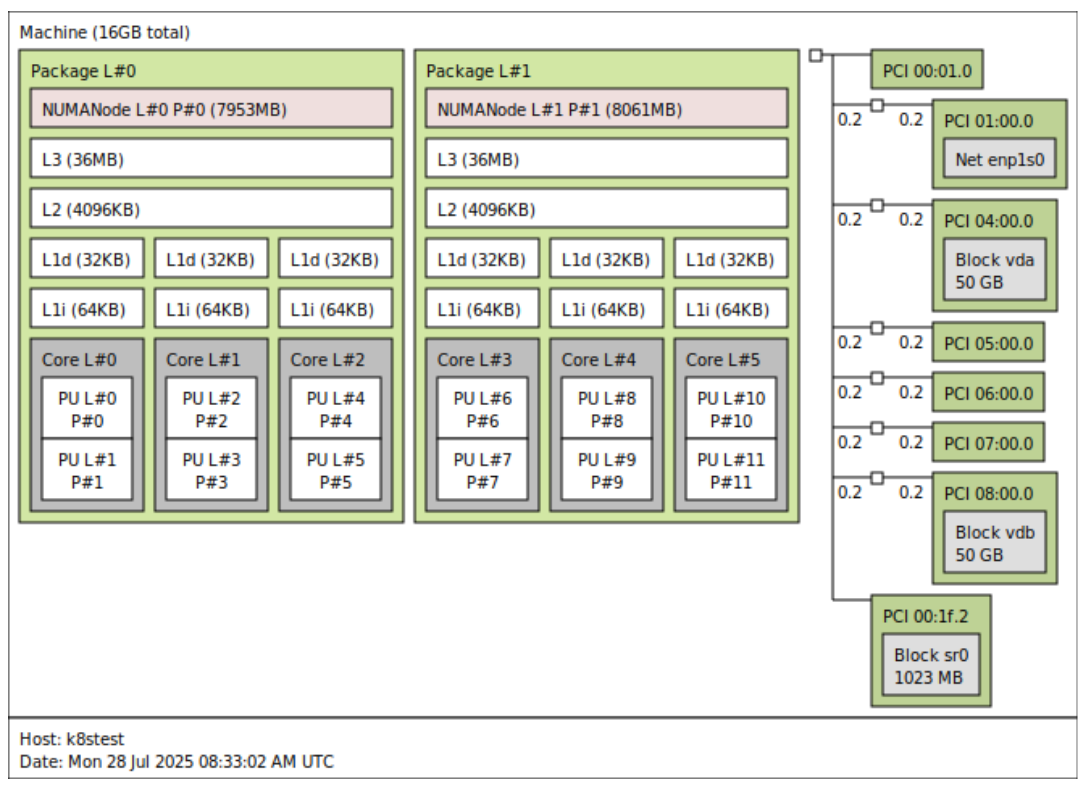 Machine (16GB total)
Package L#0
NUMANode L#0 P#0 (7953MB)
L3 (36MB)
L2 (4096KB)
L1d (32KB) L1d (32KB) L1d (32KB)
L1i (64KB) L1i (64KB) L1i (64KB)
Core L#0 Core L#1 Core L#2
PU L#0 PU L#2 PU L#4
P#0 P#2 P#4
PU L#1 PU L#3 PU L#5
P#1 P#3 P#5
Package L#1
NUMANode L#1 P#1 (8061MB)
L3 (36MB)
L2 (4096KB)
L1d (32KB) L1d (32KB) L1d (32KB)
L1i (64KB) L1i (64KB) L1i (64KB)
Core L#3 Core L#4 Core L#5
PU L#6 PU L#8 PU L#10
P#6 P#8 P#10
PU L#7 PU L#9 PU L#11
P#7 P#9 P#11
PCI 00:01.0
0.2 0.2 PCI 01:00.0
Net enp1s0
0.2 0.2 PCI 04:00.0
Block vda
50 GB
0.2 0.2 PCI 05:00.0
0.2 0.2 PCI 06:00.0
0.2 0.2 PCI 07:00.0
0.2 0.2 PCI 08:00.0
Block vdb
50 GB
PCI 00:1f.2
Block sr0
1023 MB
Host: k8stest
Date: Mon 28 Jul 2025 08:33:02 AM UTC